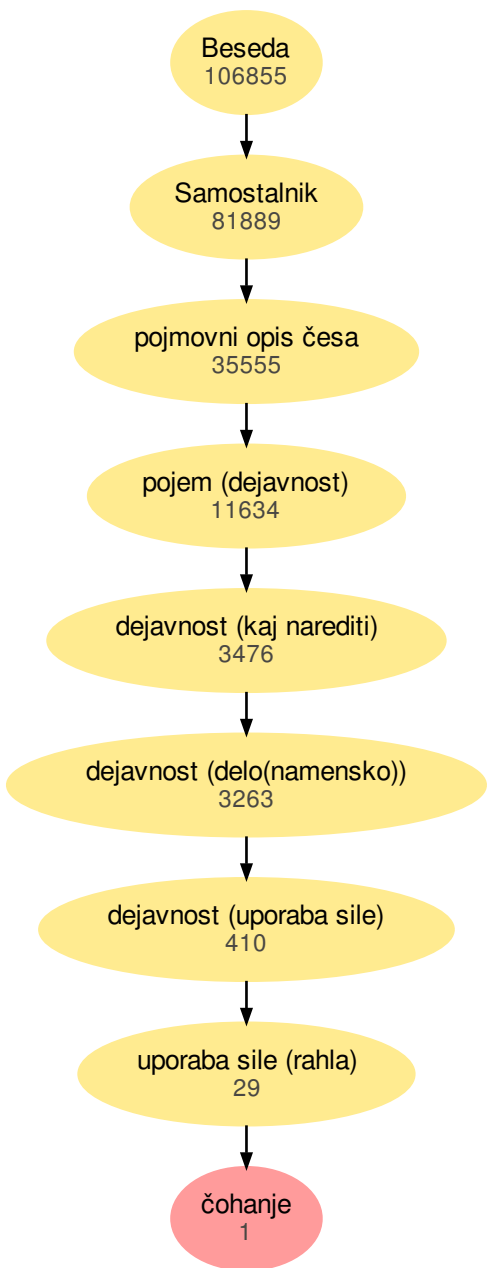 Beseda
106855
Samostalnik
81889
pojmovni opis česa
35555
pojem (dejavnost)
11634
dejavnost (kaj narediti)
3476
dejavnost (delo(namensko))
3263
dejavnost (uporaba sile)
410
uporaba sile (rahla)
29
čohanje
1